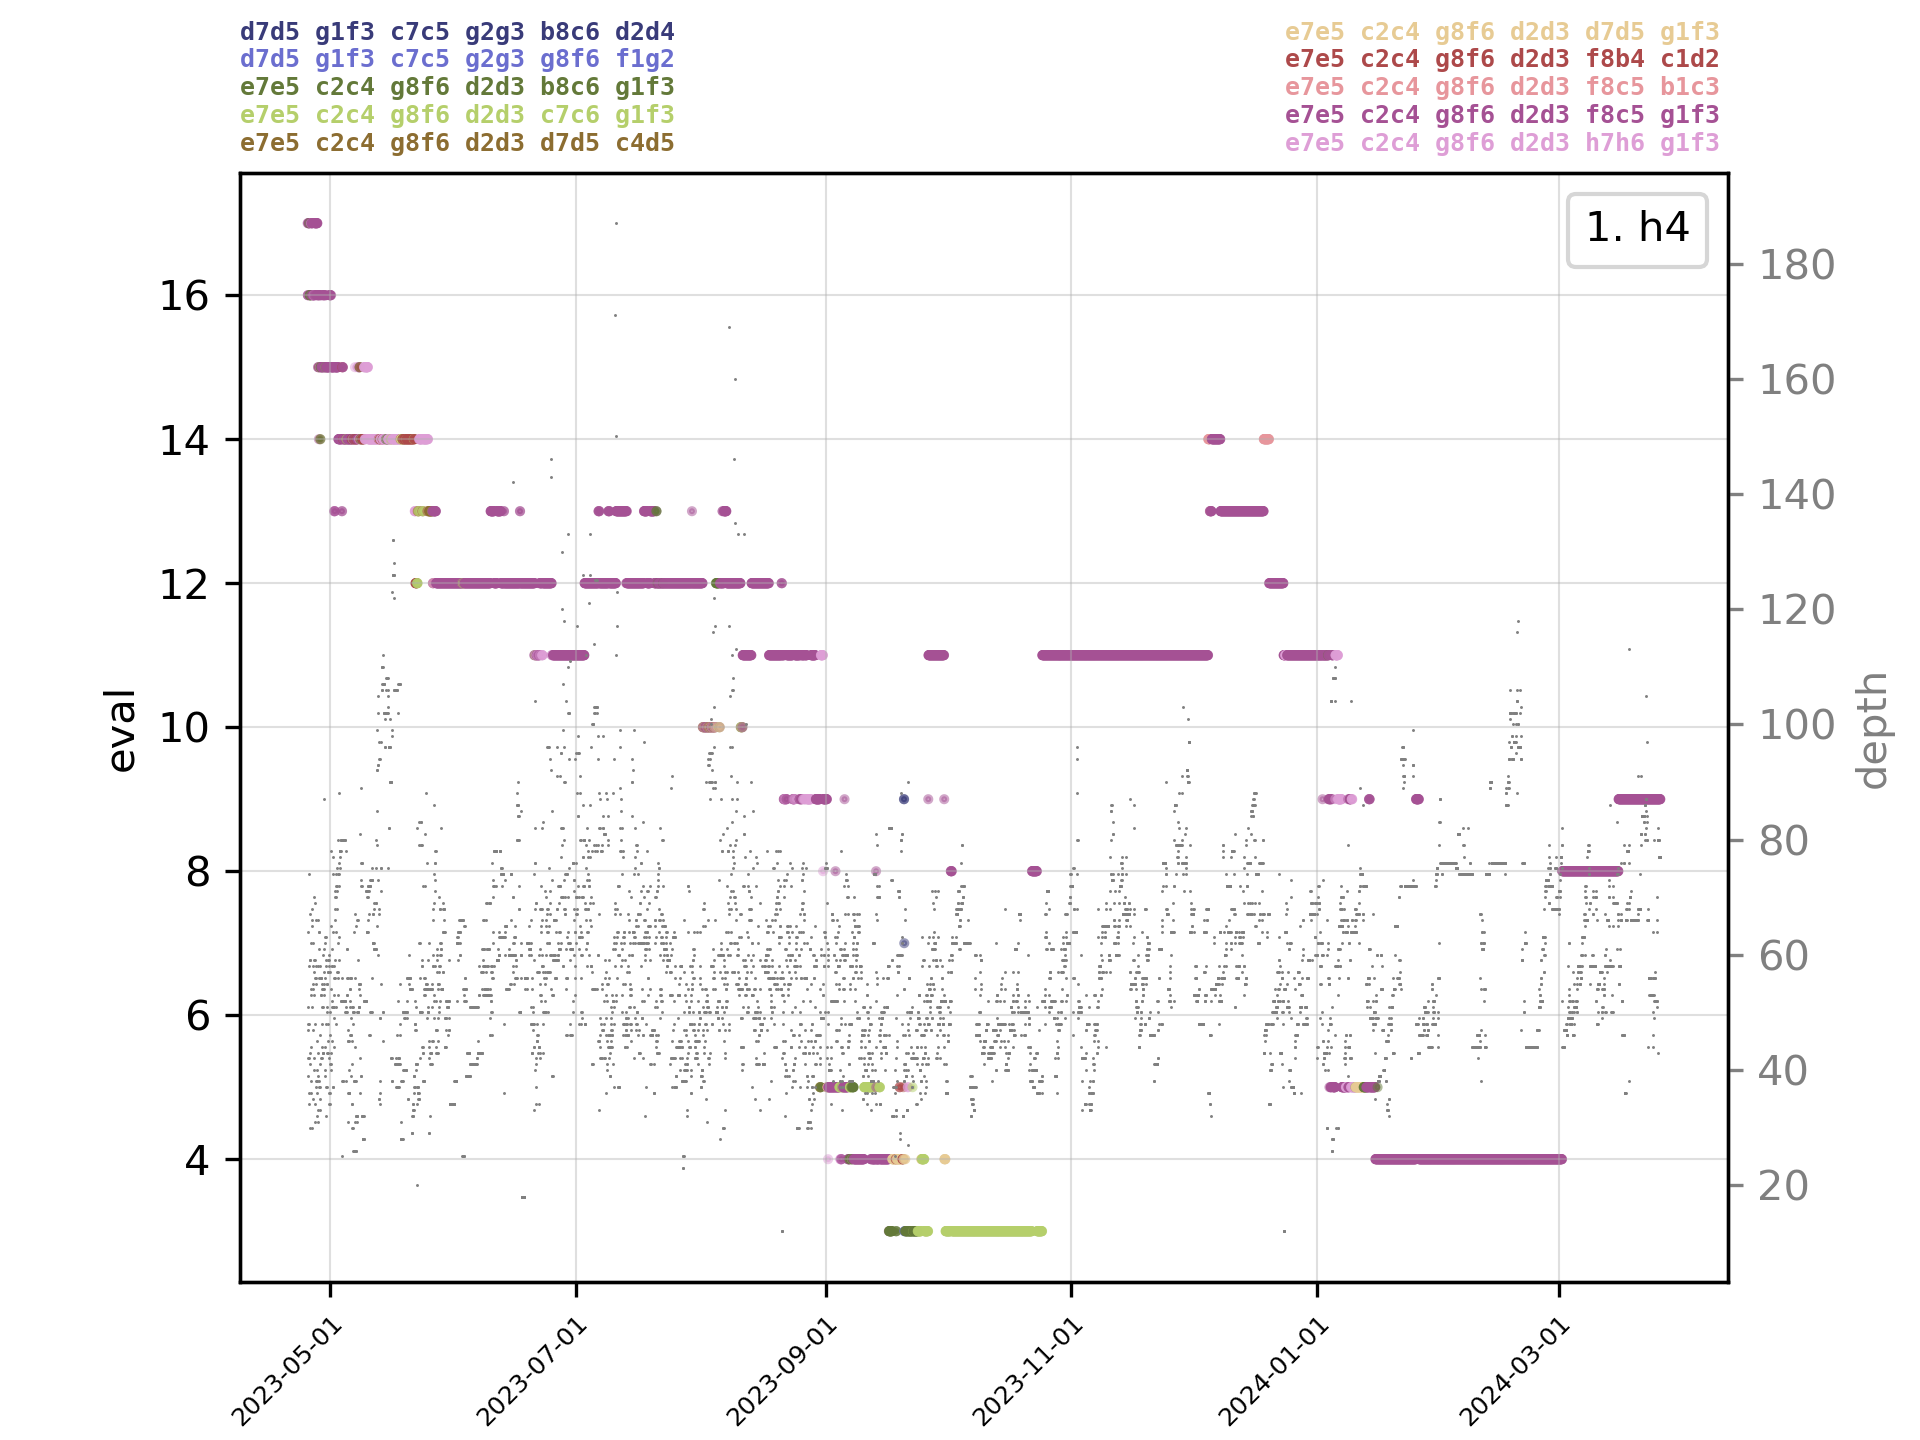 d7d5 g1f3 c7c5 g2g3 b8c6 d2d4
d7d5 g1f3 c7c5 g2g3 g8f6 f1g2
e7e5 c2c4 g8f6 d2d3 b8c6 g1f3
e7e5 c2c4 g8f6 d2d3 c7c6 g1f3
e7e5 c2c4 g8f6 d2d3 d7d5 c4d5
e7e5 c2c4 g8f6 d2d3 d7d5 g1f3
e7e5 c2c4 g8f6 d2d3 f8b4 c1d2
e7e5 c2c4 g8f6 d2d3 f8c5 b1c3
e7e5 c2c4 g8f6 d2d3 f8c5 g1f3
e7e5 c2c4 g8f6 d2d3 h7h6 g1f3
1. h4
eval
16
14
12
10
8
6
4
depth
180
160
140
120
100
80
60
40
20
2023-05-01
2023-07-01
2023-09-01
2023-11-01
2024-01-01
2024-03-01